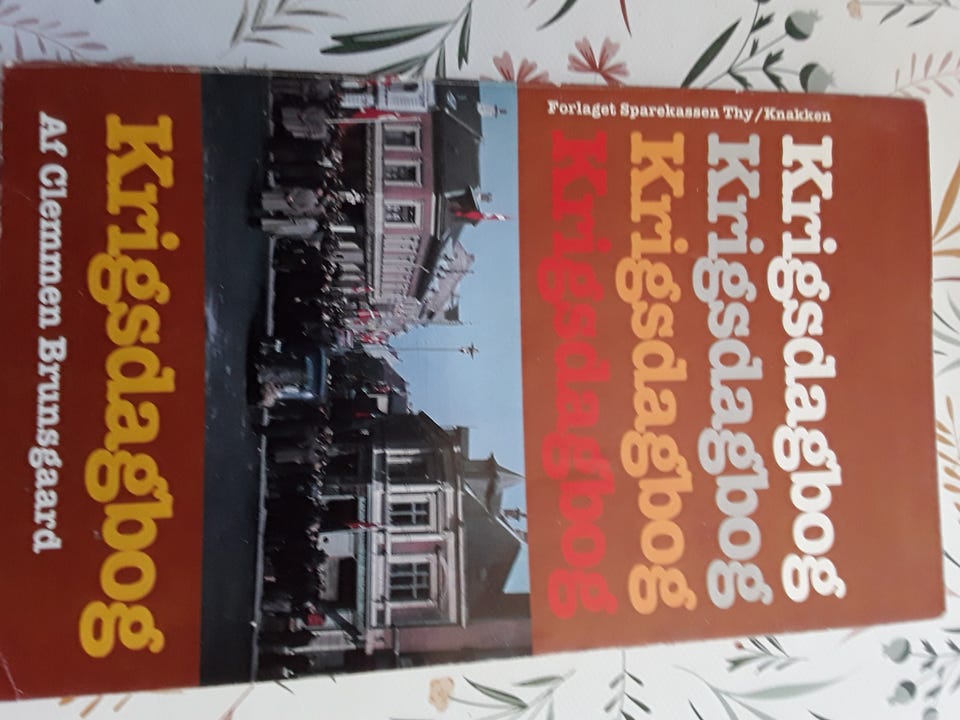 Forlaget Sparekassen Thy/Knakken
Krigsdagbog
Krigsdagbog
Krigsdagbog
Krigsdagbog
Krigsdagbog
Af Clemmen Brunsgaard